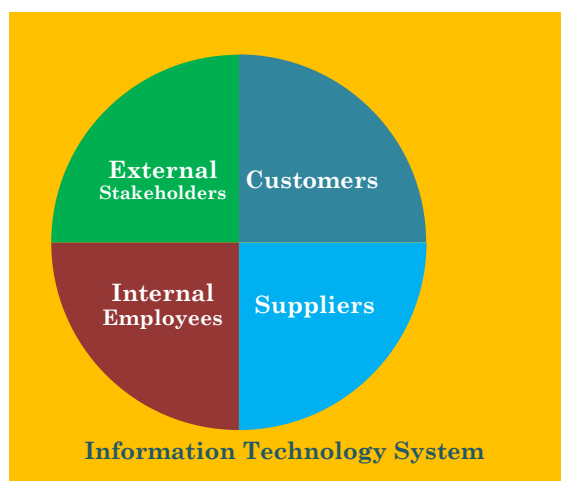 External
Stakeholders
Customers
Internal
Employees
Suppliers
Information Technology System